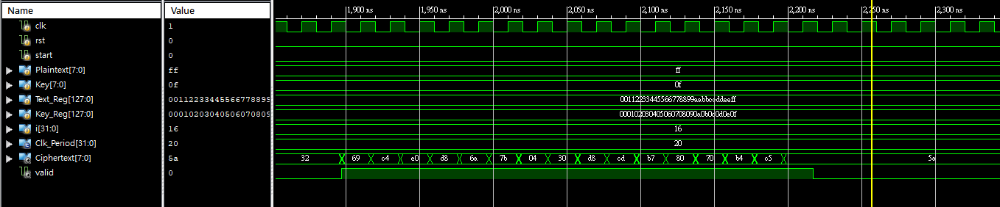 Name Value 1,900 ns 1,950 ns 2,000 ns 2,050 ns 2,100 ns 2,150 ns 2,200 ns 2,250 ns 2,300 ns
clk 1
rst 0
start 0
Plaintext[7:0] ff ff
Key[7:0] 0f 0f
Text_Reg[127:0] 00112233445566778899 00112233445566778899aabbccddeeff
Key_Reg[127:0] 00010203040506070809 000102030405060708090a0b0c0d0e0f
i[31:0] 16 16
Clk_Period[31:0] 20 20
Ciphertext[7:0] 5a 32 69 c4 e0 d8 6a 7b 04 30 d8 cd b7 80 70 b4 c5 5a
valid 0